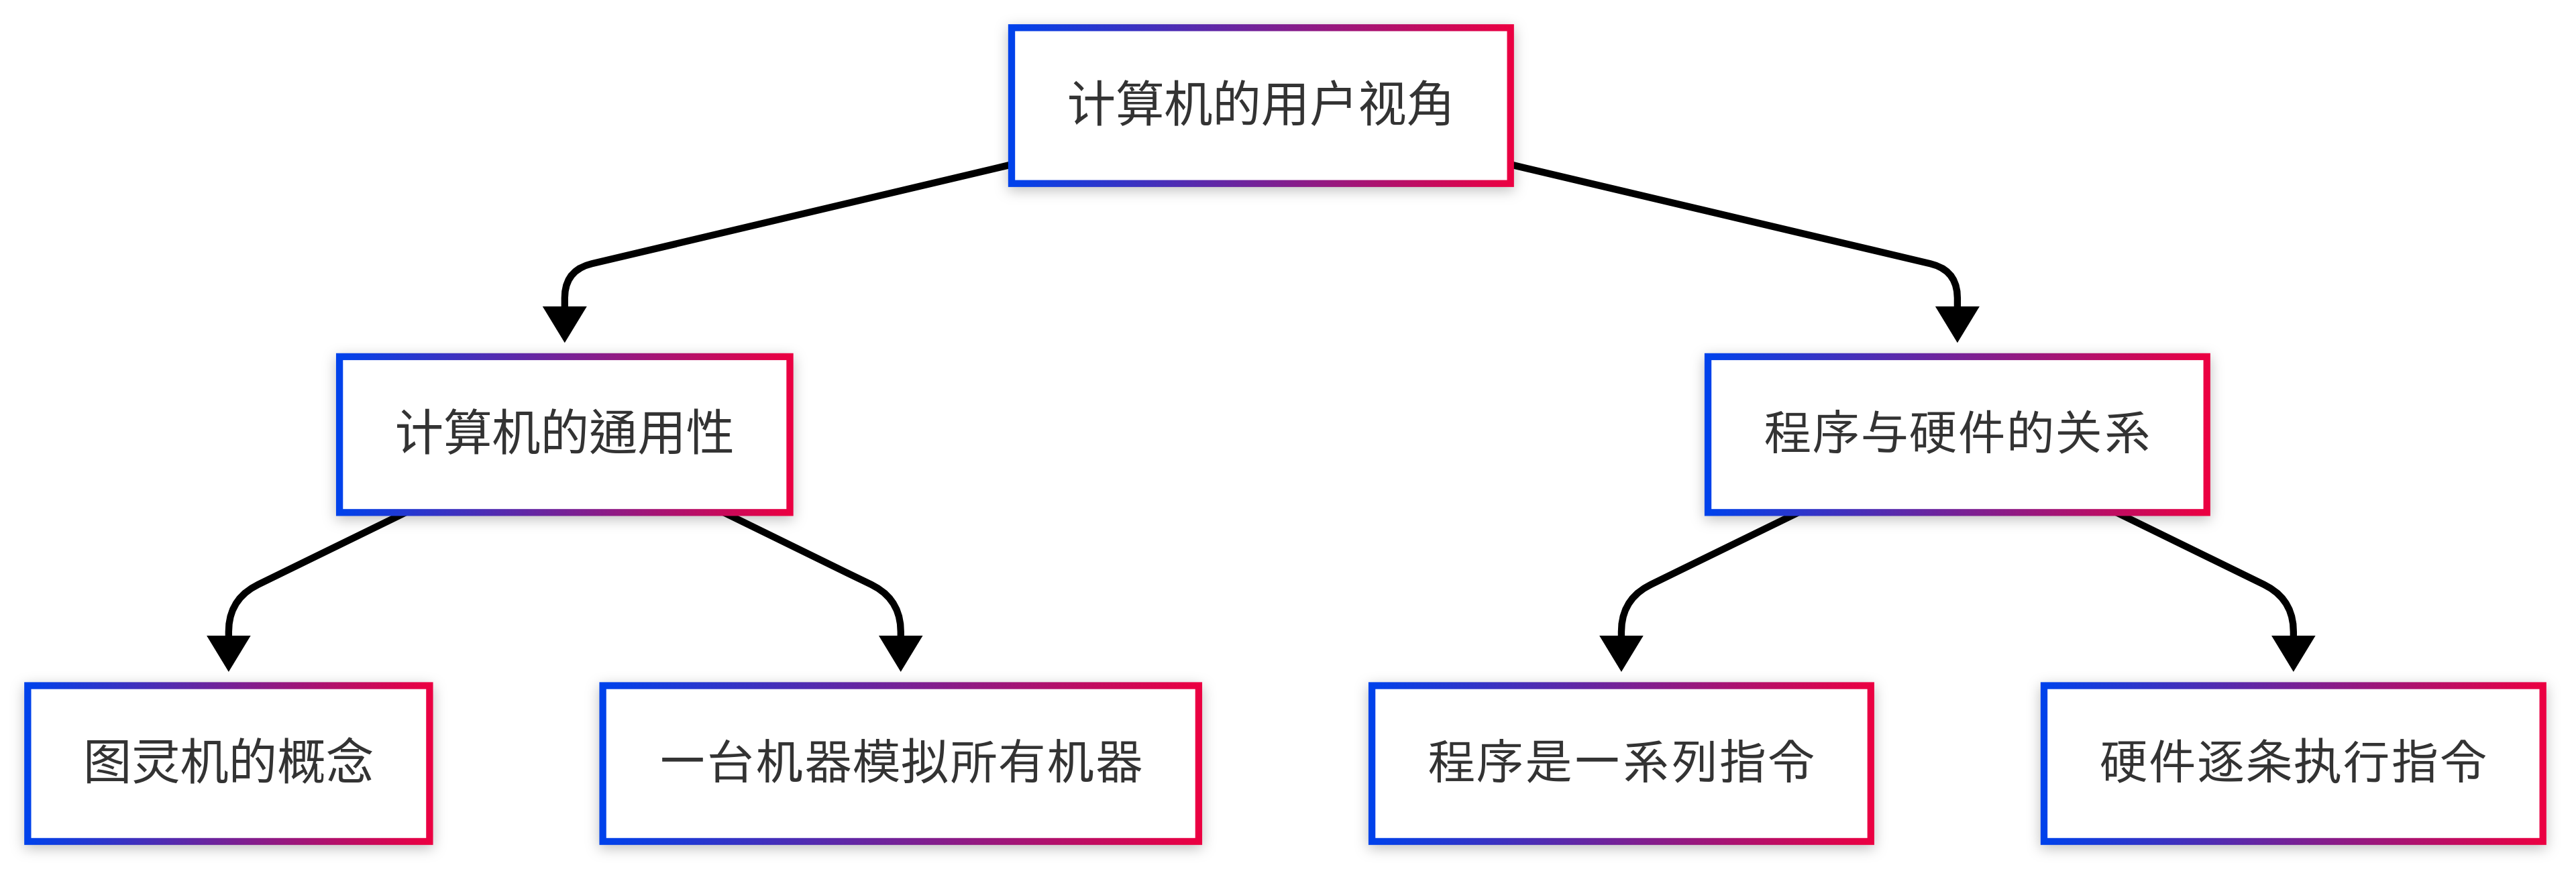 计算机的用户视角
计算机的通用性
程序与硬件的关系
图灵机的概念
一台机器模拟所有机器
程序是一系列指令
硬件逐条执行指令